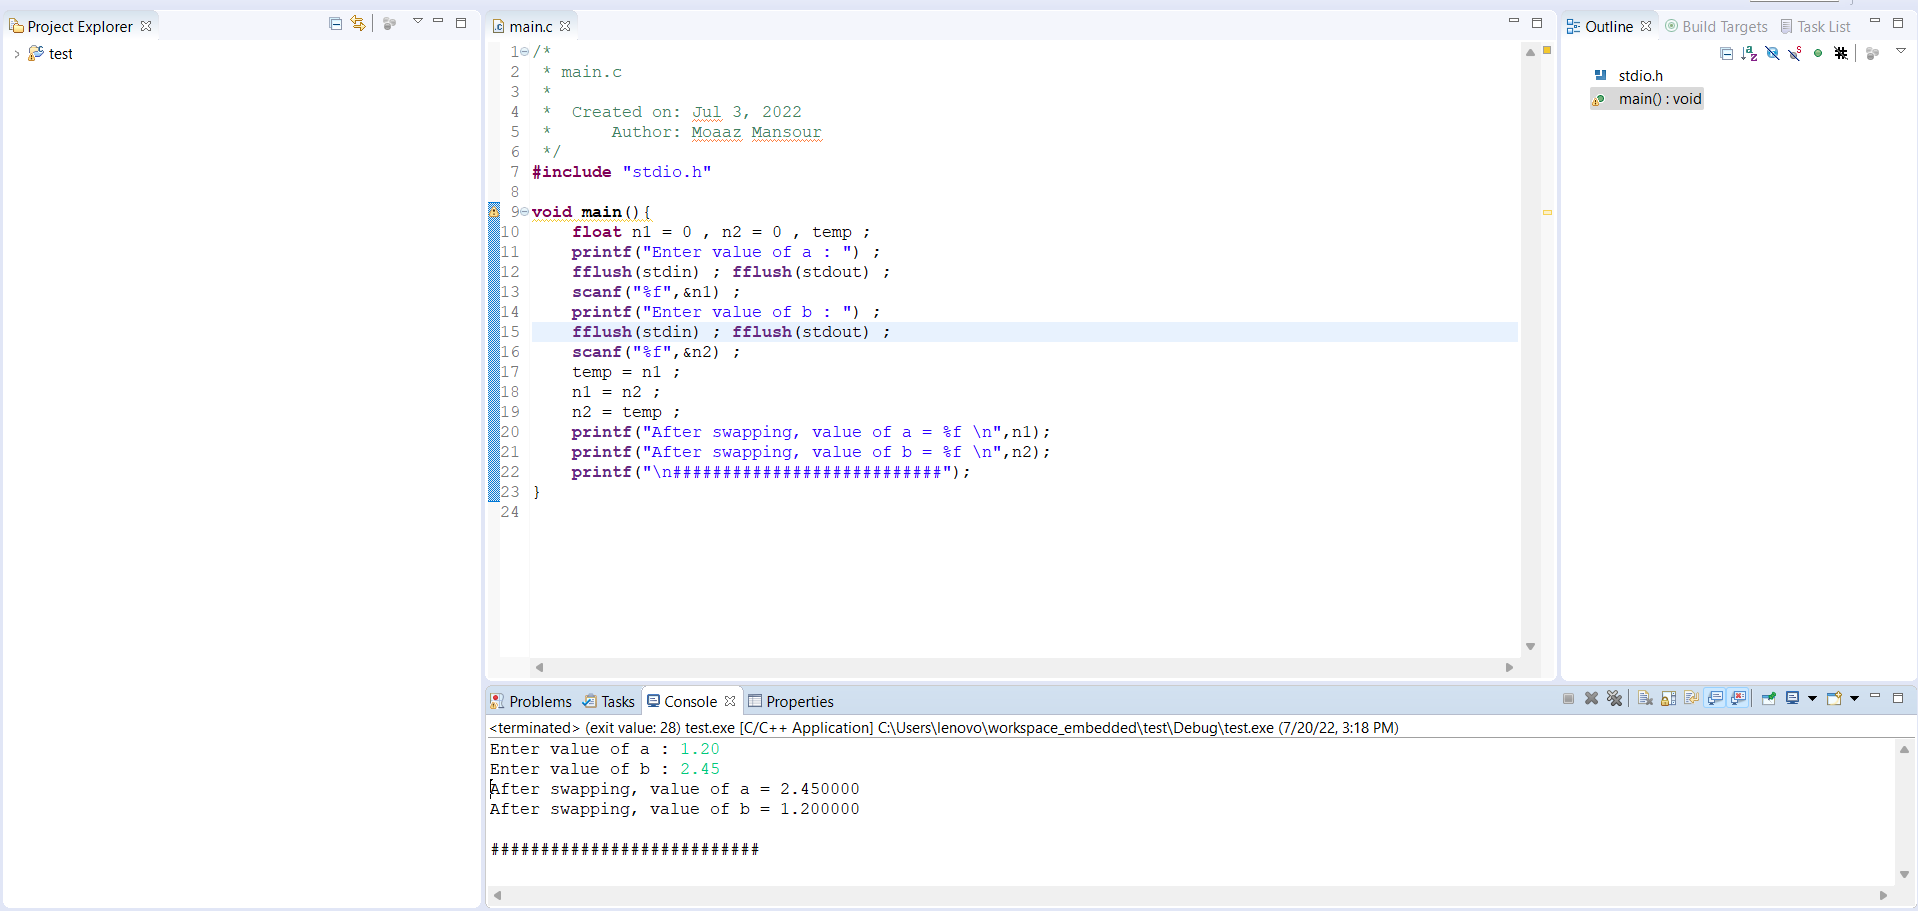 Project Explorer
test
main.c
1 /*
2  * main.c
3  *
4  *  Created on: Jul 3, 2022
5  *      Author: Moaaz Mansour
6  */
7 #include "stdio.h"
8
9 void main(){
10     float n1 = 0 , n2 = 0 , temp ;
11     printf("Enter value of a : ") ;
12     fflush(stdin) ; fflush(stdout) ;
13     scanf("%f",&n1) ;
14     printf("Enter value of b : ") ;
15     fflush(stdin) ; fflush(stdout) ;
16     scanf("%f",&n2) ;
17     temp = n1 ;
18     n1 = n2 ;
19     n2 = temp ;
20     printf("After swapping, value of a = %f \n",n1);
21     printf("After swapping, value of b = %f \n",n2);
22     printf("\n###########################");
23 }
24
Outline Build Targets Task List
stdio.h
main() : void
Problems Tasks Console Properties
<terminated> (exit value: 28) test.exe [C/C++ Application] C:\Users\lenovo\workspace_embedded\test\Debug\test.exe (7/20/22, 3:18 PM)
Enter value of a : 1.20
Enter value of b : 2.45
After swapping, value of a = 2.450000
After swapping, value of b = 1.200000
###########################